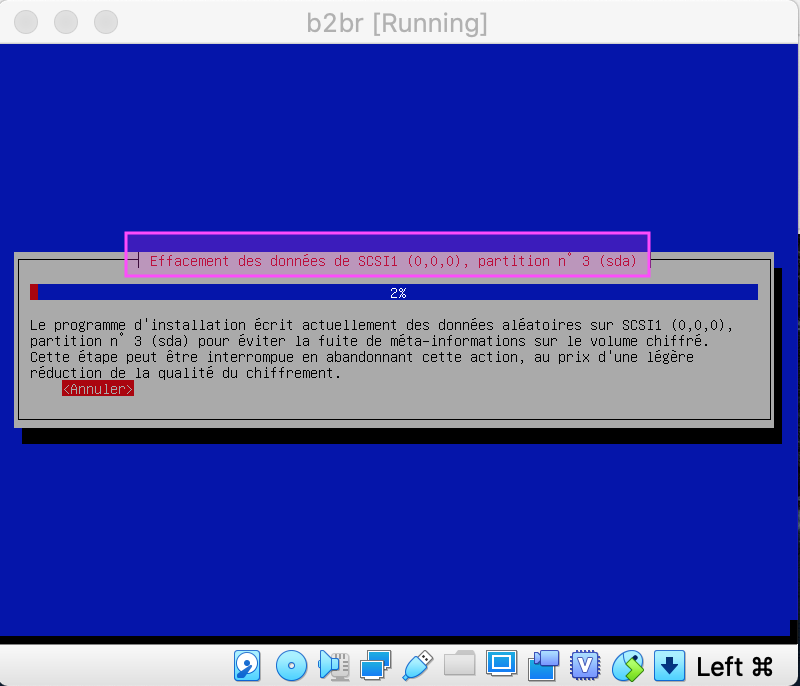 b2br [Running]
Effacement des données de SCSI1 (0,0,0), partition n° 3 (sda)
2%
Le programme d'installation écrit actuellement des données aléatoires sur SCSI1 (0,0,0),
partition n° 3 (sda) pour éviter la fuite de méta-informations sur le volume chiffré.
Cette étape peut être interrompue en abandonnant cette action, au prix d'une légère
réduction de la qualité du chiffrement.
<Annuler>
V
Left ⌘